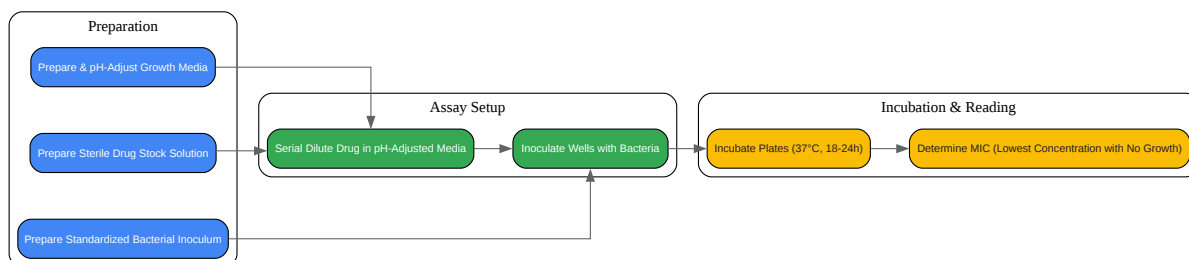 Preparation
Prepare & pH-Adjust Growth Media
Prepare Sterile Drug Stock Solution
Prepare Standardized Bacterial Inoculum
Assay Setup
Serial Dilute Drug in pH-Adjusted Media
Inoculate Wells with Bacteria
Incubation & Reading
Incubate Plates (37°C, 18-24h)
Determine MIC (Lowest Concentration with No Growth)